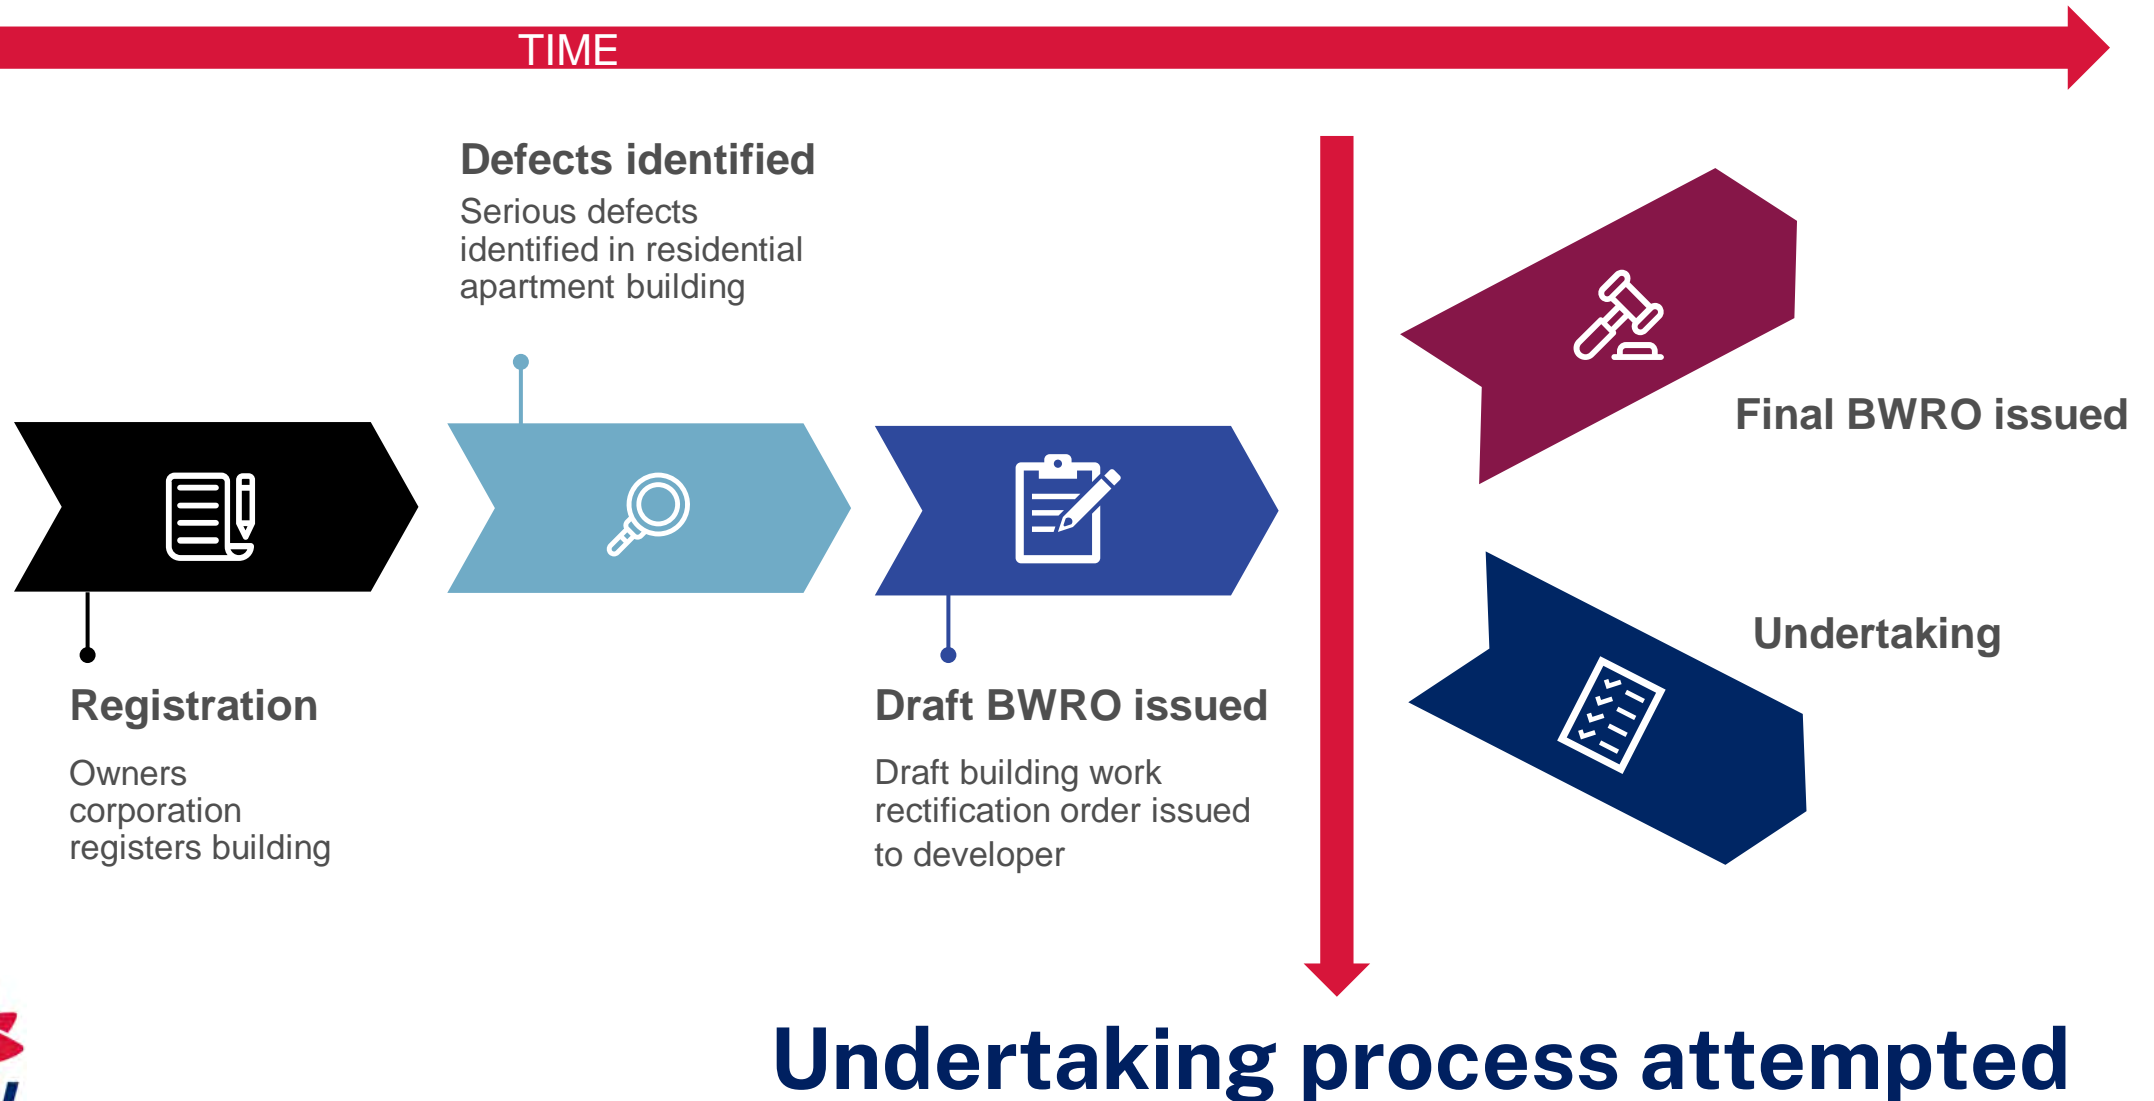 TIME
Defects identified
Serious defects
identified in residential
apartment building
Registration
Owners
corporation
registers building
Draft BWRO issued
Draft building work
rectification order issued
to developer
Final BWRO issued
Undertaking
Undertaking process attempted